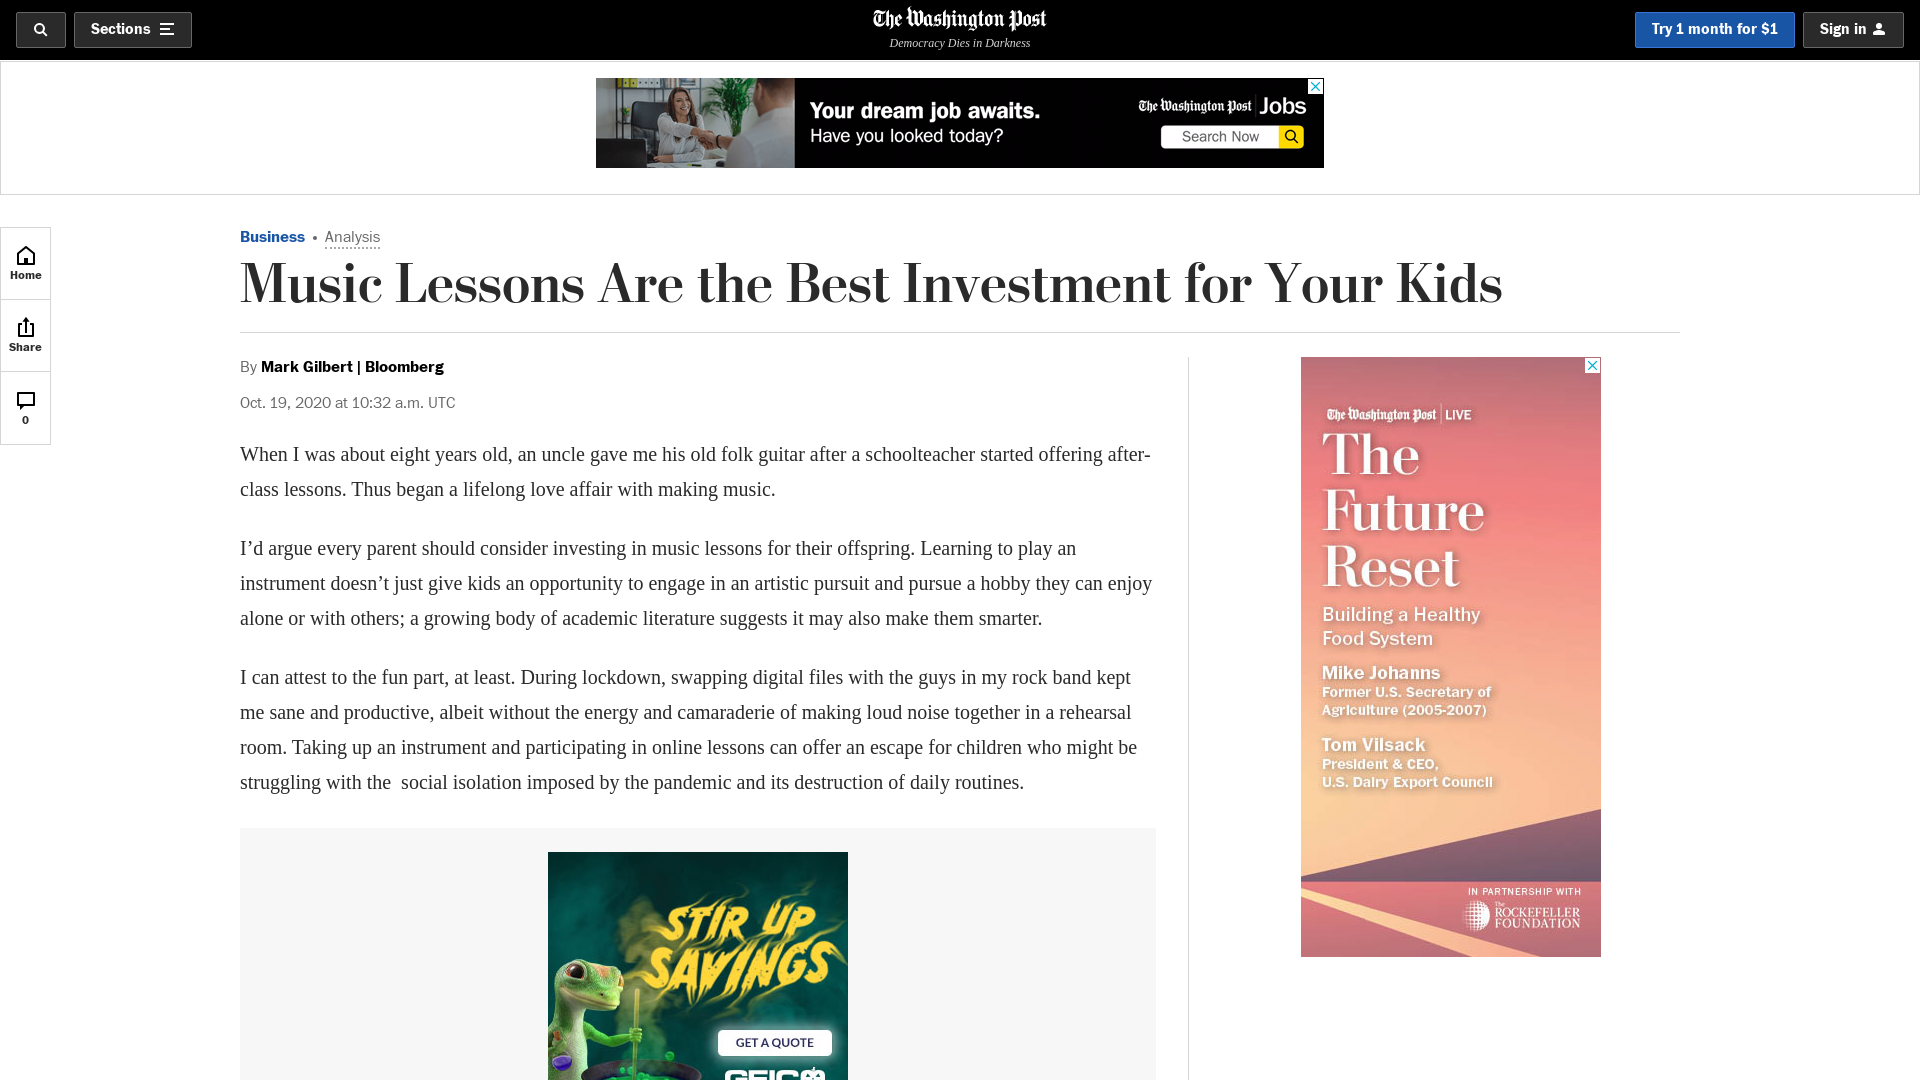 Sections
The Washington Post
Democracy Dies in Darkness
Try 1 month for $1
Sign in
Your dream job awaits.
Have you looked today?
The Washington Post Jobs
Search Now
Home
Share
0
Business • Analysis
Music Lessons Are the Best Investment for Your Kids
By Mark Gilbert | Bloomberg
Oct. 19, 2020 at 10:32 a.m. UTC
When I was about eight years old, an uncle gave me his old folk guitar after a schoolteacher started offering after-
class lessons. Thus began a lifelong love affair with making music.
I’d argue every parent should consider investing in music lessons for their offspring. Learning to play an
instrument doesn’t just give kids an opportunity to engage in an artistic pursuit and pursue a hobby they can enjoy
alone or with others; a growing body of academic literature suggests it may also make them smarter.
I can attest to the fun part, at least. During lockdown, swapping digital files with the guys in my rock band kept
me sane and productive, albeit without the energy and camaraderie of making loud noise together in a rehearsal
room. Taking up an instrument and participating in online lessons can offer an escape for children who might be
struggling with the  social isolation imposed by the pandemic and its destruction of daily routines.
STIR UP
SAVINGS
GET A QUOTE
GEICO
The Washington Post LIVE
The
Future
Reset
Building a Healthy
Food System
Mike Johanns
Former U.S. Secretary of
Agriculture (2005-2007)
Tom Vilsack
President & CEO,
U.S. Dairy Export Council
IN PARTNERSHIP WITH
The
ROCKEFELLER
FOUNDATION